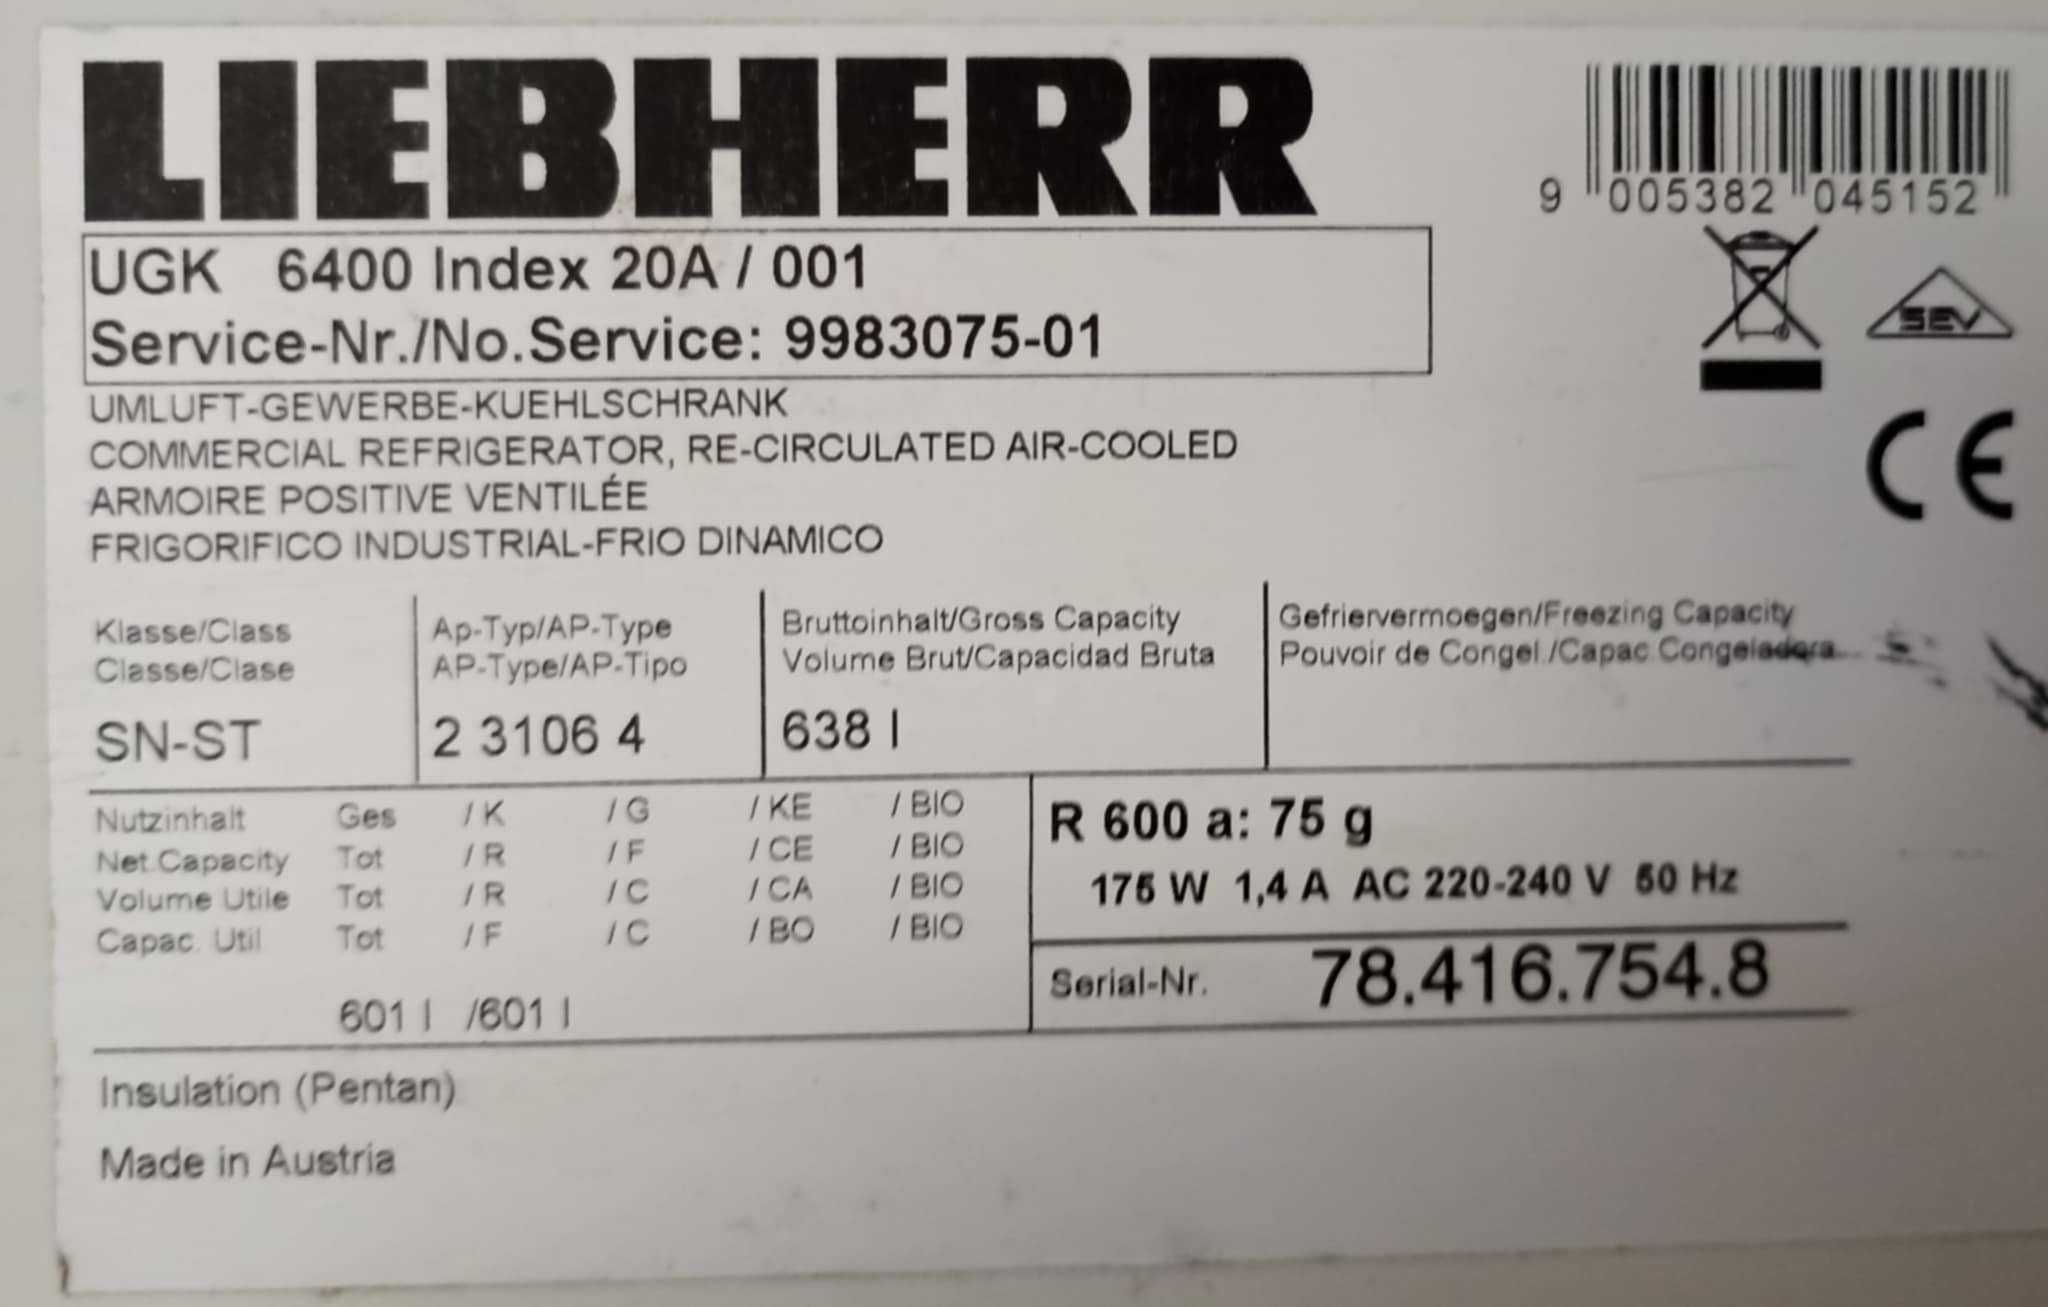 LIEBHERR
9 005382 045152
UGK 6400 Index 20A / 001
Service-Nr./No.Service: 9983075-01
SEV
CE
UMLUFT-GEWERBE-KUEHLSCHRANK
COMMERCIAL REFRIGERATOR, RE-CIRCULATED AIR-COOLED
ARMOIRE POSITIVE VENTILÉE
FRIGORIFICO INDUSTRIAL-FRIO DINAMICO
Klasse/Class
Classe/Clase
SN-ST
Ap-Typ/AP-Type
AP-Type/AP-Tipo
2 3106 4
Bruttoinhalt/Gross Capacity
Volume Brut/Capacidad Bruta
638 l
Gefriervermoegen/Freezing Capacity
Pouvoir de Congel./Capac.Congeladora
Nutzinhalt Ges / K / G / KE / BIO
Net.Capacity Tot / R / F / CE / BIO
Volume Utile Tot / R / C / CA / BIO
Capac. Util Tot / F / C / BO / BIO
601 l /601 l
R 600 a: 75 g
175 W 1,4 A AC 220-240 V 50 Hz
Serial-Nr. 78.416.754.8
Insulation (Pentan)
Made in Austria